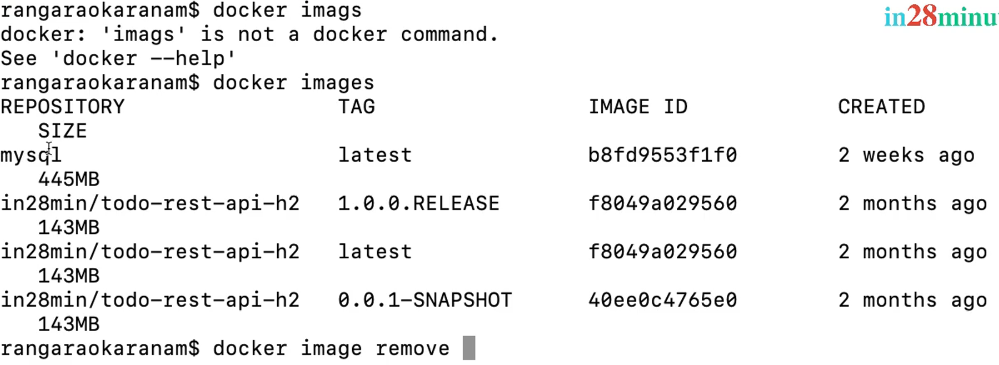 rangaraokaranam$ docker imags
in28minu
docker: 'imags' is not a docker command.
See 'docker --help'
rangaraokaranam$ docker images
REPOSITORY TAG IMAGE ID CREATED
SIZE
mysql latest b8fd9553f1f0 2 weeks ago
445MB
in28min/todo-rest-api-h2 1.0.0.RELEASE f8049a029560 2 months ago
143MB
in28min/todo-rest-api-h2 latest f8049a029560 2 months ago
143MB
in28min/todo-rest-api-h2 0.0.1-SNAPSHOT 40ee0c4765e0 2 months ago
143MB
rangaraokaranam$ docker image remove